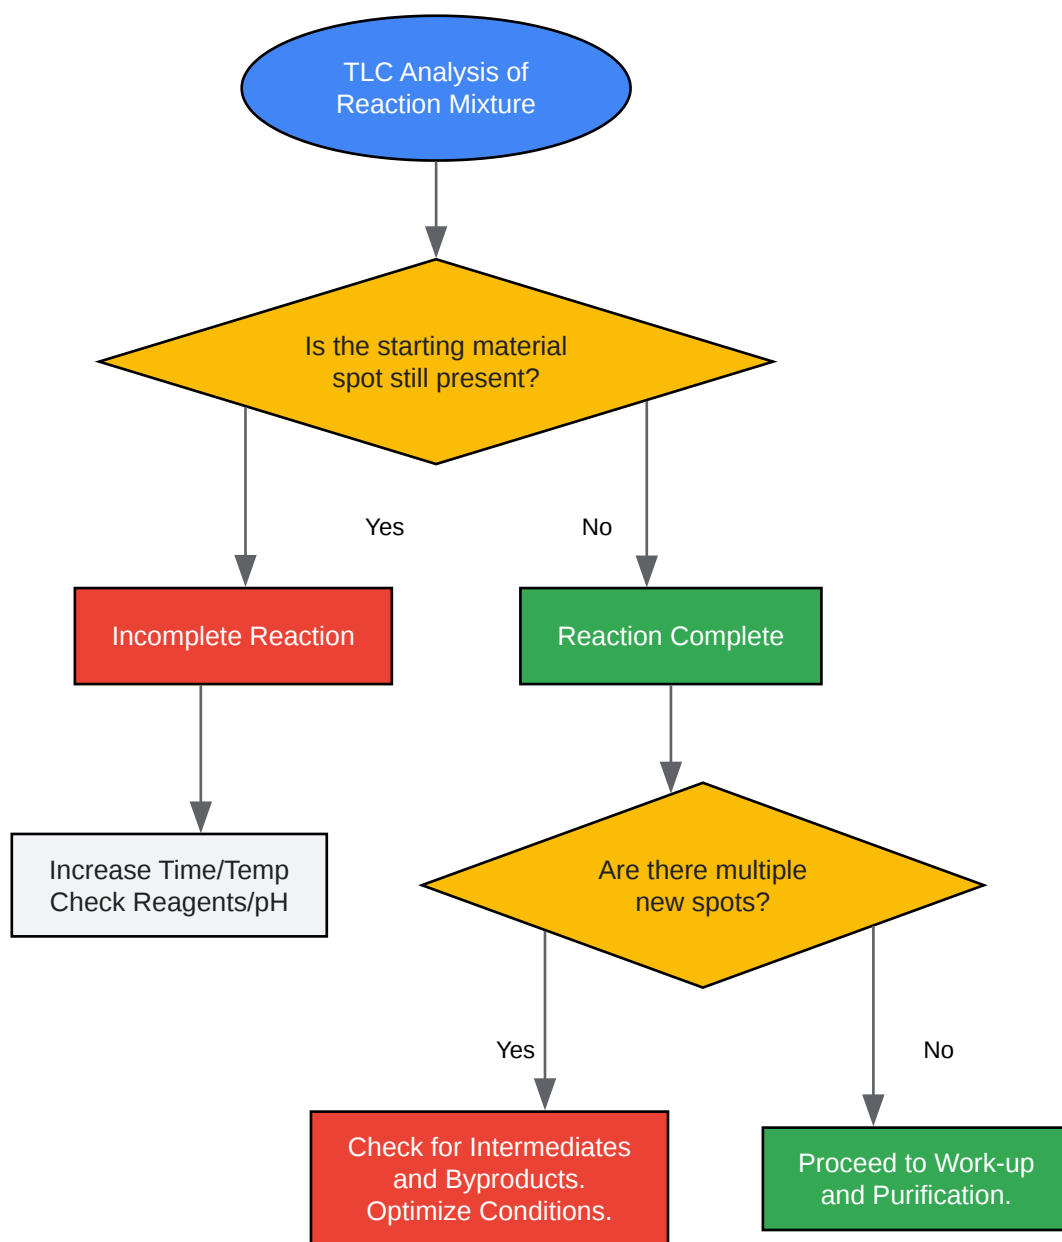 TLC Analysis of
Reaction Mixture
Is the starting material
spot still present?
Yes
No
Incomplete Reaction
Reaction Complete
Increase Time/Temp
Check Reagents/pH
Are there multiple
new spots?
Yes
No
Check for Intermediates
and Byproducts.
Optimize Conditions.
Proceed to Work-up
and Purification.